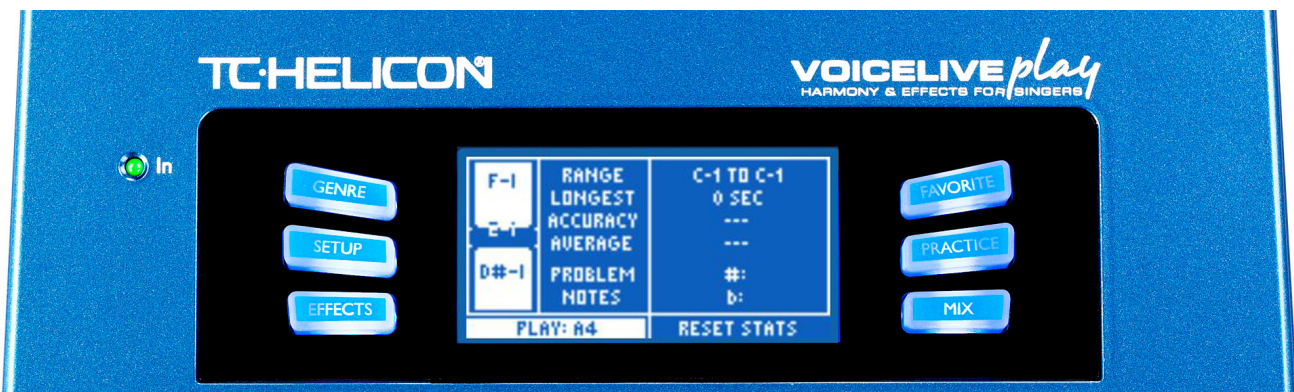 TC·HELICON®
VOICELIVE play
HARMONY & EFFECTS FOR SINGERS
In
GENRE
SETUP
EFFECTS
F-1
E-1
D#-1
RANGE
LONGEST
ACCURACY
AVERAGE
PROBLEM
NOTES
C-1 TO C-1
0 SEC
---
---
#:
b:
PLAY: A4
RESET STATS
FAVORITE
PRACTICE
MIX